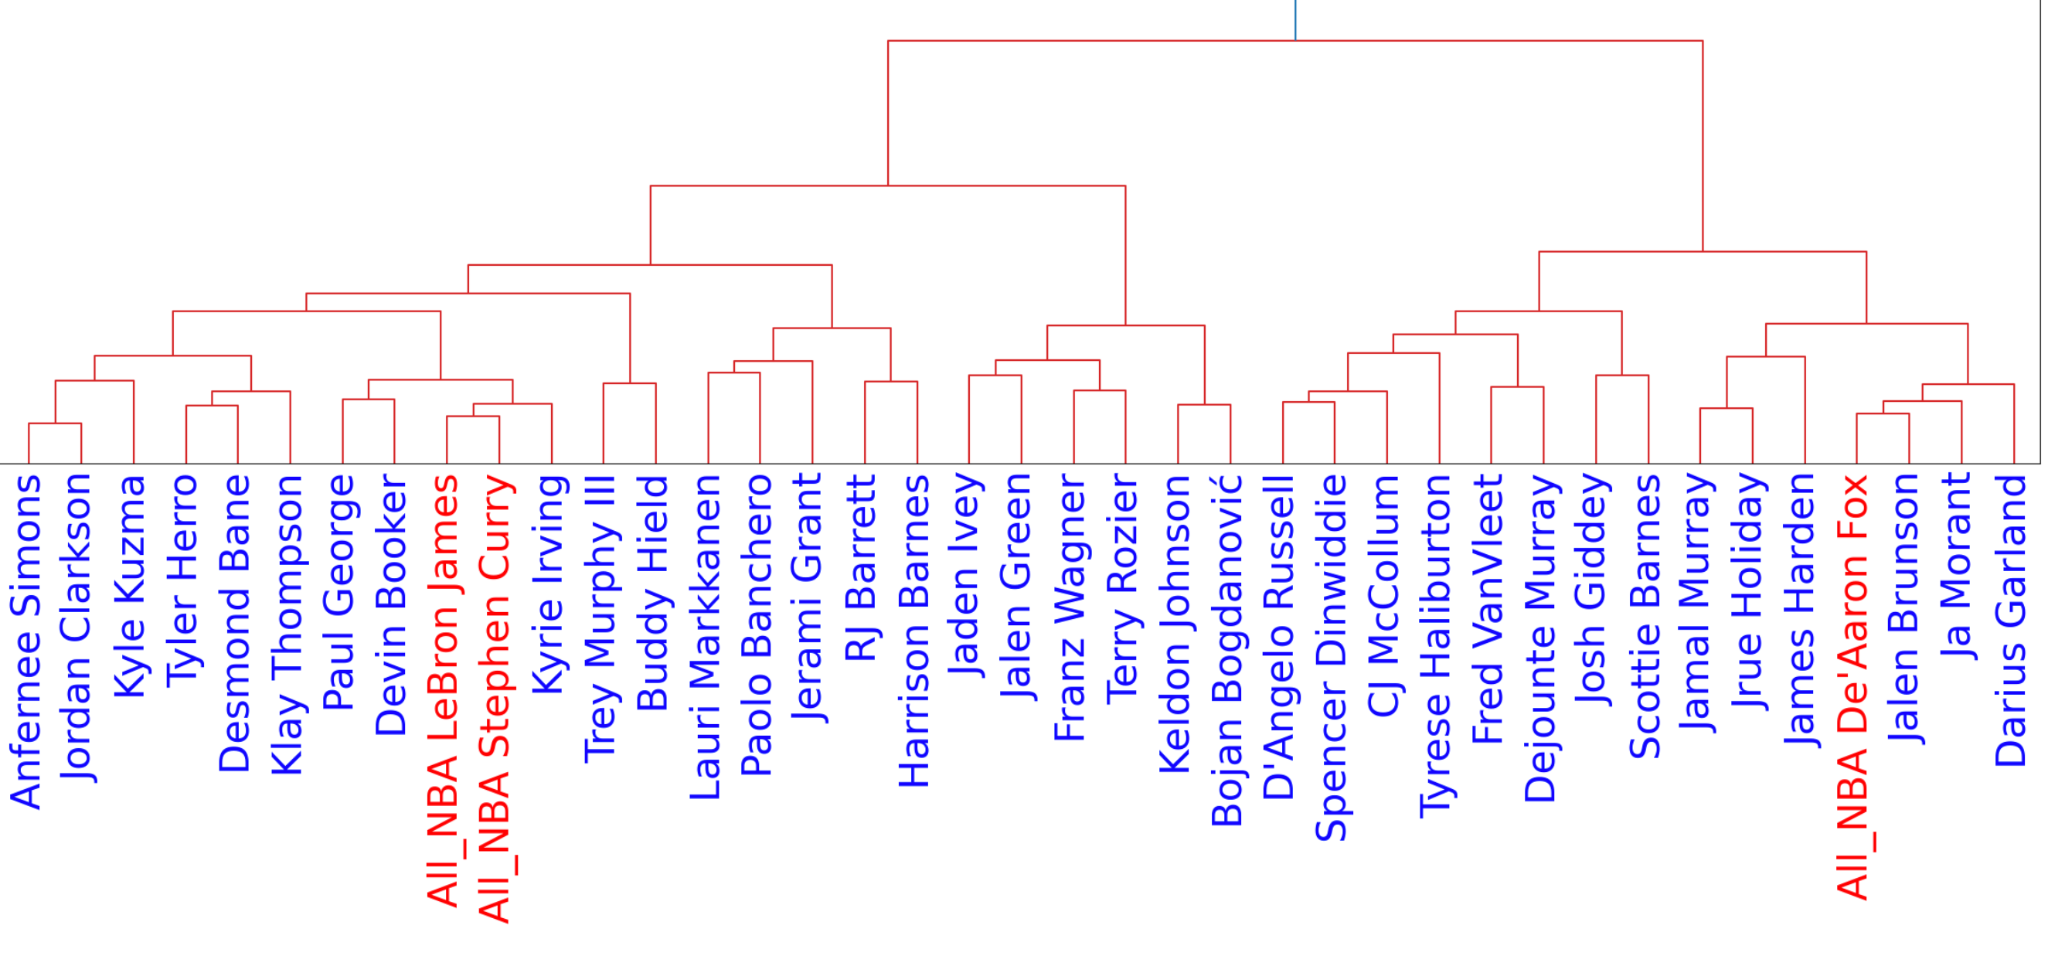 Anfernee Simons
Jordan Clarkson
Kyle Kuzma
Tyler Herro
Desmond Bane
Klay Thompson
Paul George
Devin Booker
All_NBA LeBron James
All_NBA Stephen Curry
Kyrie Irving
Trey Murphy III
Buddy Hield
Lauri Markkanen
Paolo Banchero
Jerami Grant
RJ Barrett
Harrison Barnes
Jaden Ivey
Jalen Green
Franz Wagner
Terry Rozier
Keldon Johnson
Bojan Bogdanović
D'Angelo Russell
Spencer Dinwiddie
CJ McCollum
Tyrese Haliburton
Fred VanVleet
Dejounte Murray
Josh Giddey
Scottie Barnes
Jamal Murray
Jrue Holiday
James Harden
All_NBA De'Aaron Fox
Jalen Brunson
Ja Morant
Darius Garland